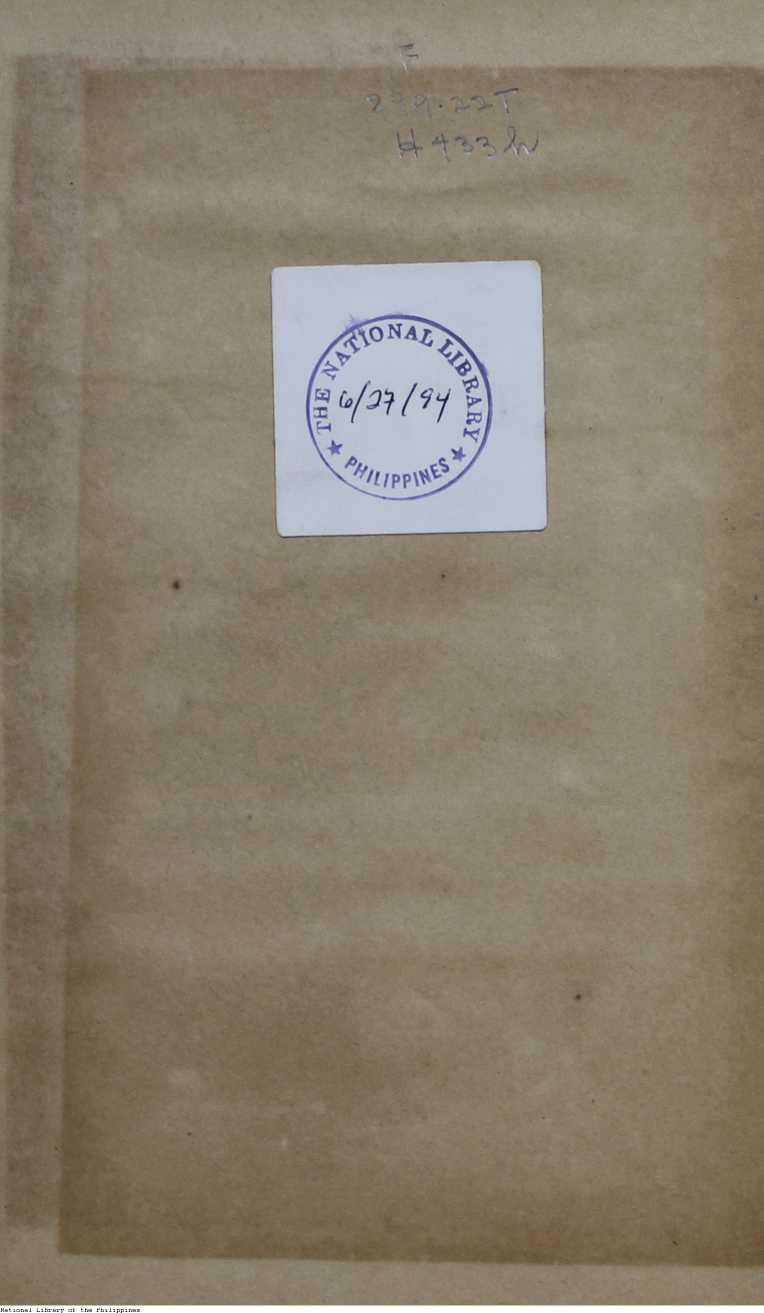 F
H433h
THE NATIONAL LIBRARY
6/27/94
★ PHILIPPINES ★
National Library of the Philippines